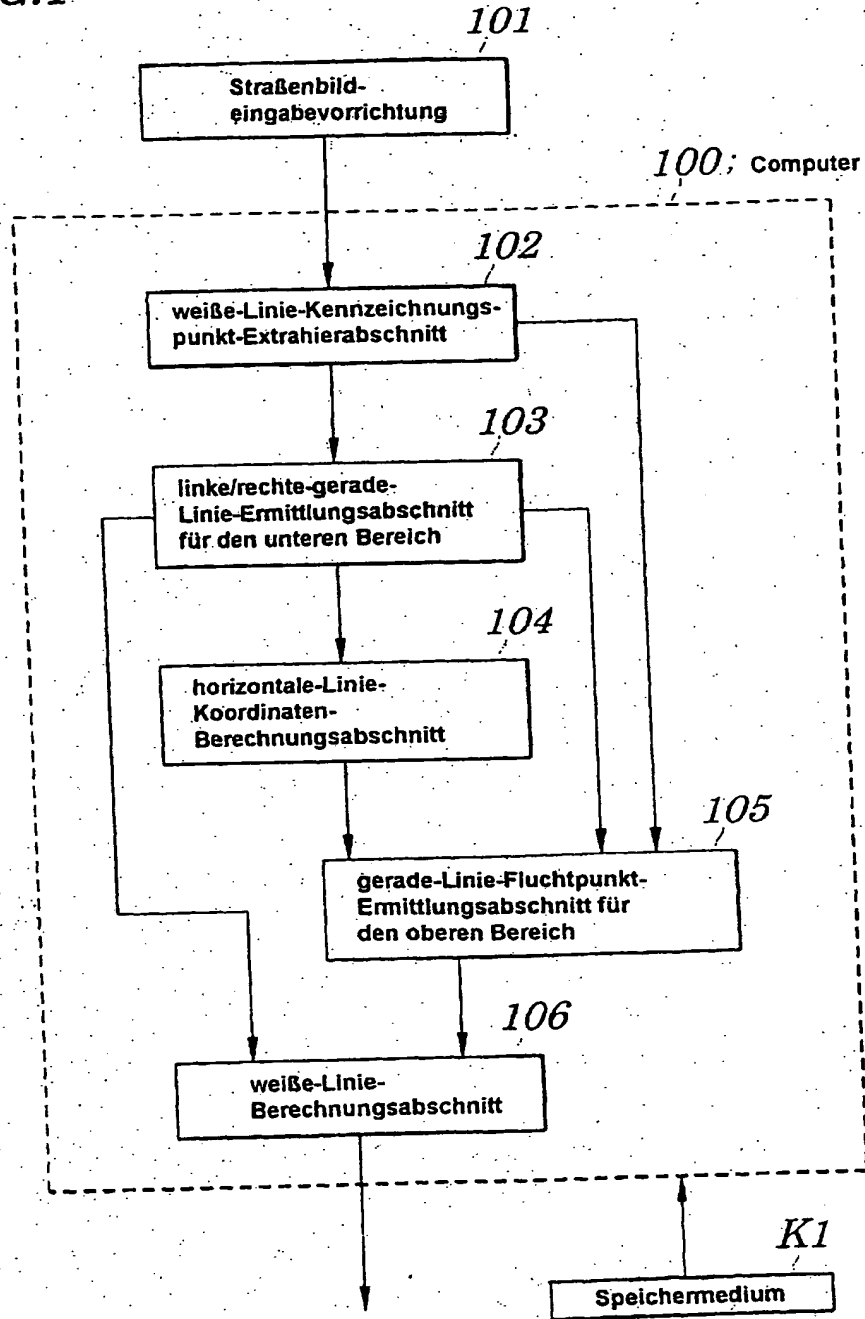 101
Straßenbild-
eingabevorrichtung
100; Computer
102
weiße-Linie-Kennzeichnungs-
punkt-Extrahierabschnitt
103
linke/rechte-gerade-
Linie-Ermittlungsabschnitt
für den unteren Bereich
104
horizontale-Linie-
Koordinaten-
Berechnungsabschnitt
105
gerade-Linie-Fluchtpunkt-
Ermittlungsabschnitt für
den oberen Bereich
106
weiße-Linie-
Berechnungsabschnitt
K1
Speichermedium